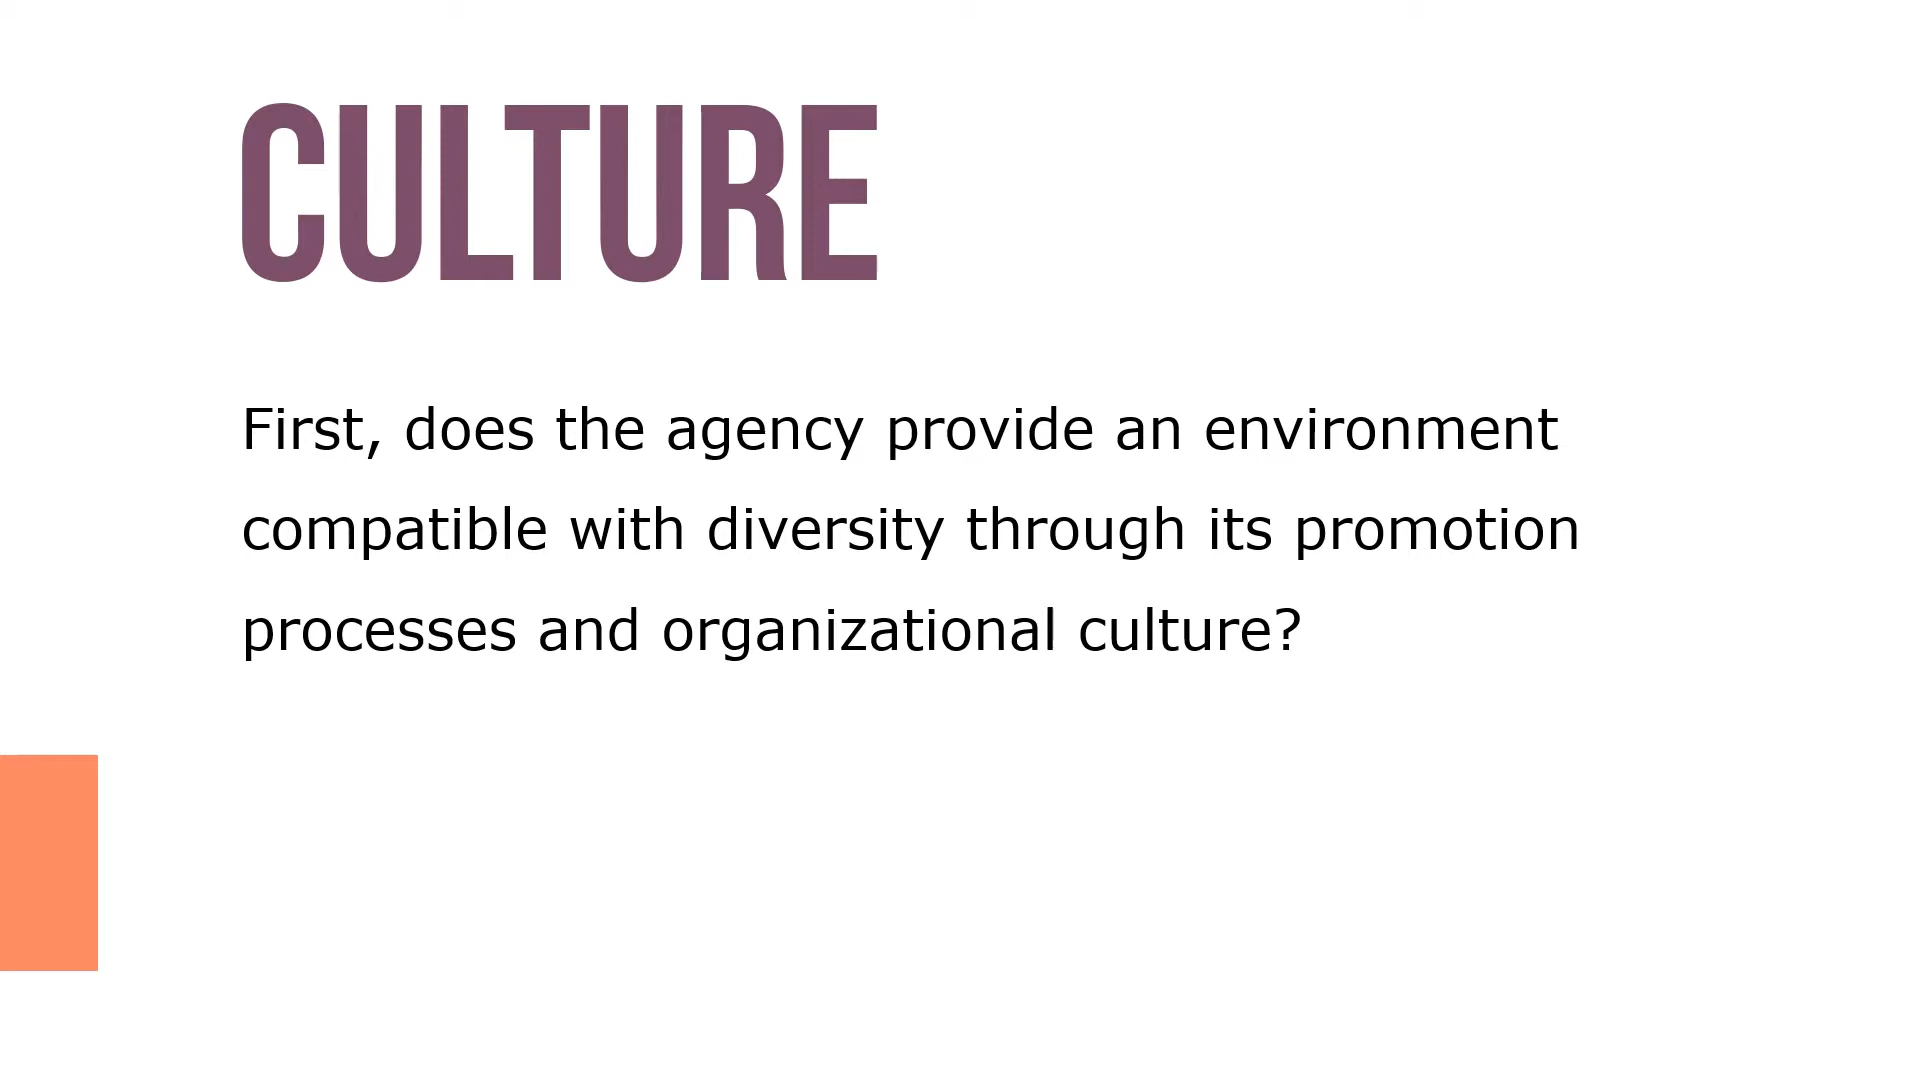 CULTURE
First, does the agency provide an environment
compatible with diversity through its promotion
processes and organizational culture?